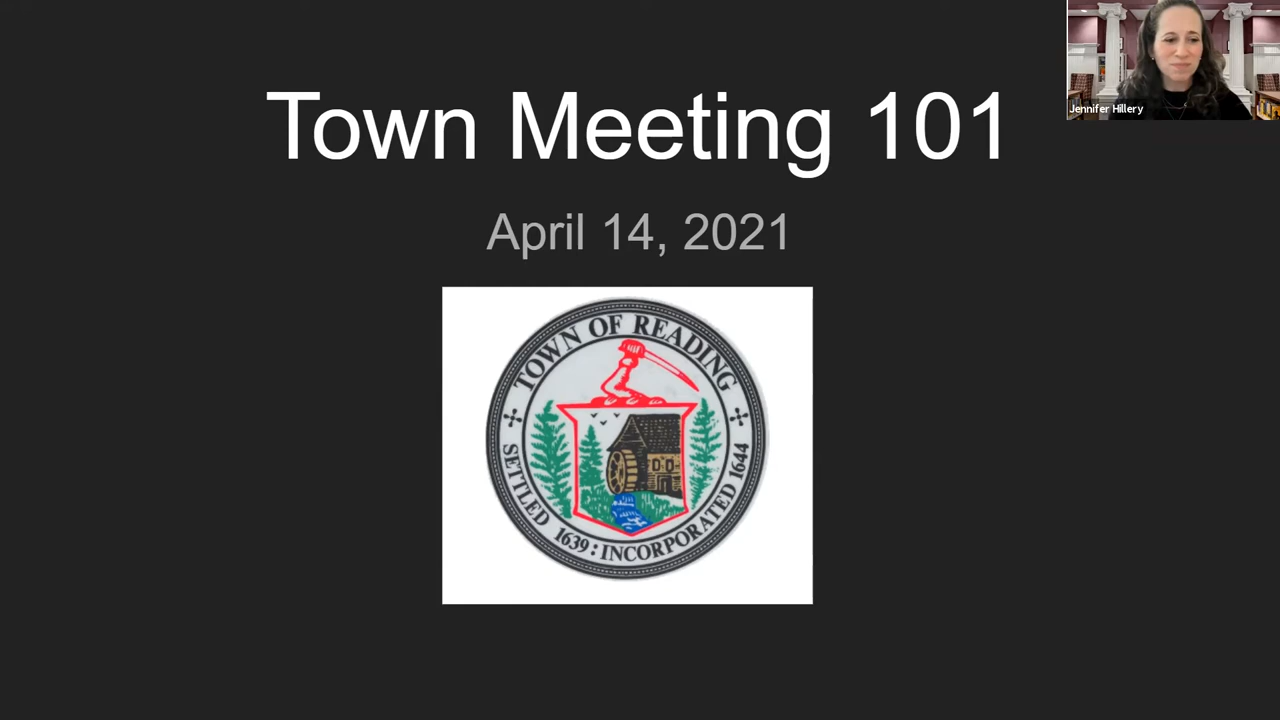 Town Meeting 101
April 14, 2021
Jennifer Hillery
TOWN OF READING
SETTLED 1639 : INCORPORATED 1644